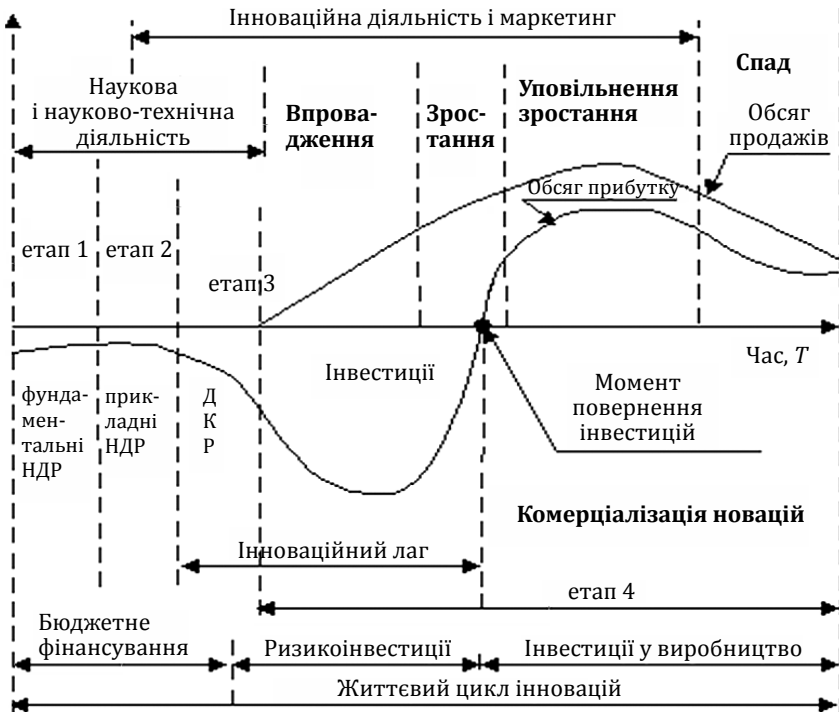 Інноваційна діяльність і маркетинг
Наукова
і науково-технічна
діяльність
Впрова-
дження
Зрос-
тання
Уповільнення
зростання
Спад
Обсяг
продажів
Обсяг прибутку
етап 1
етап 2
етап 3
Час, T
фунда-
мен-
тальні
НДР
прик-
ладні
НДР
Д
К
Р
Інвестиції
Момент
повернення
інвестицій
Комерціалізація новацій
Інноваційний лаг
етап 4
Бюджетне
фінансування
Ризикоінвестиції
Інвестиції у виробництво
Життєвий цикл інновацій